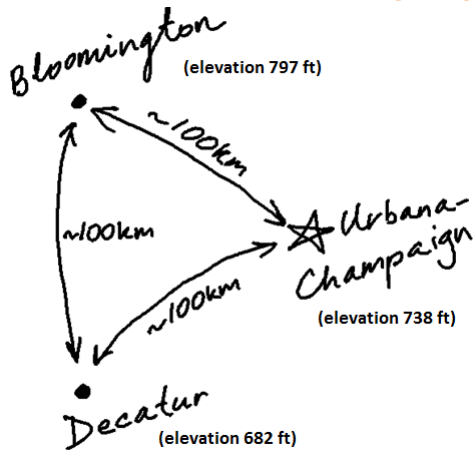 Bloomington
(elevation 797 ft)
~100km
~100km
Urbana-
Champaign
(elevation 738 ft)
~100km
Decatur
(elevation 682 ft)